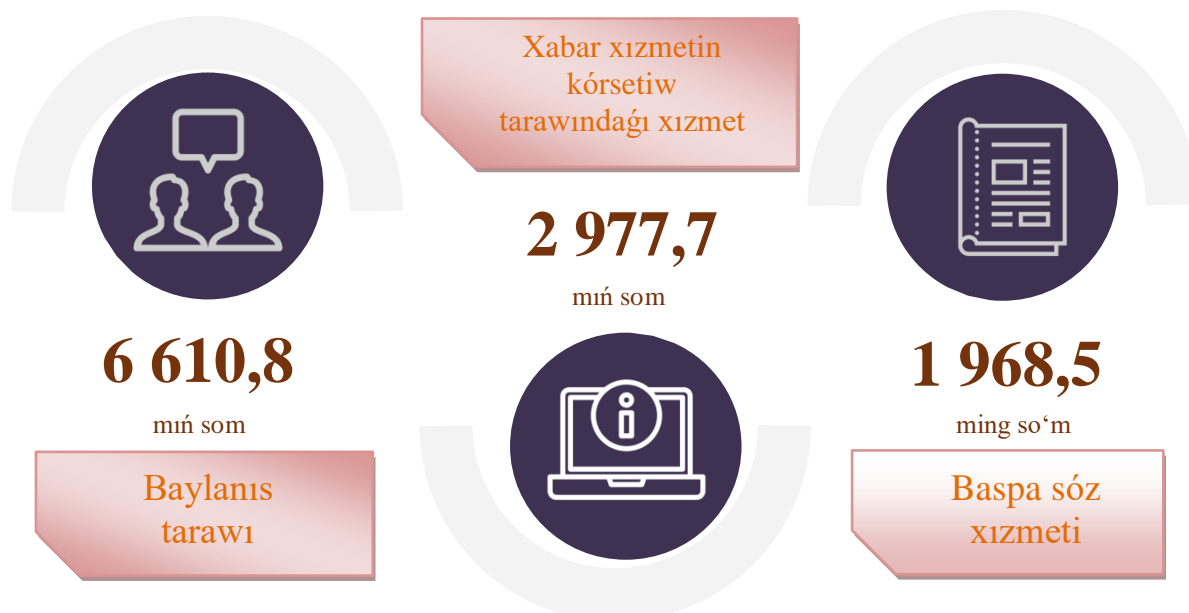 6 610,8
mıń som
Baylanıs
tarawı
Xabar xızmetin
kórsetiw
tarawındaǵı xızmet
2 977,7
mıń som
1 968,5
ming so‘m
Baspa sóz
xızmeti